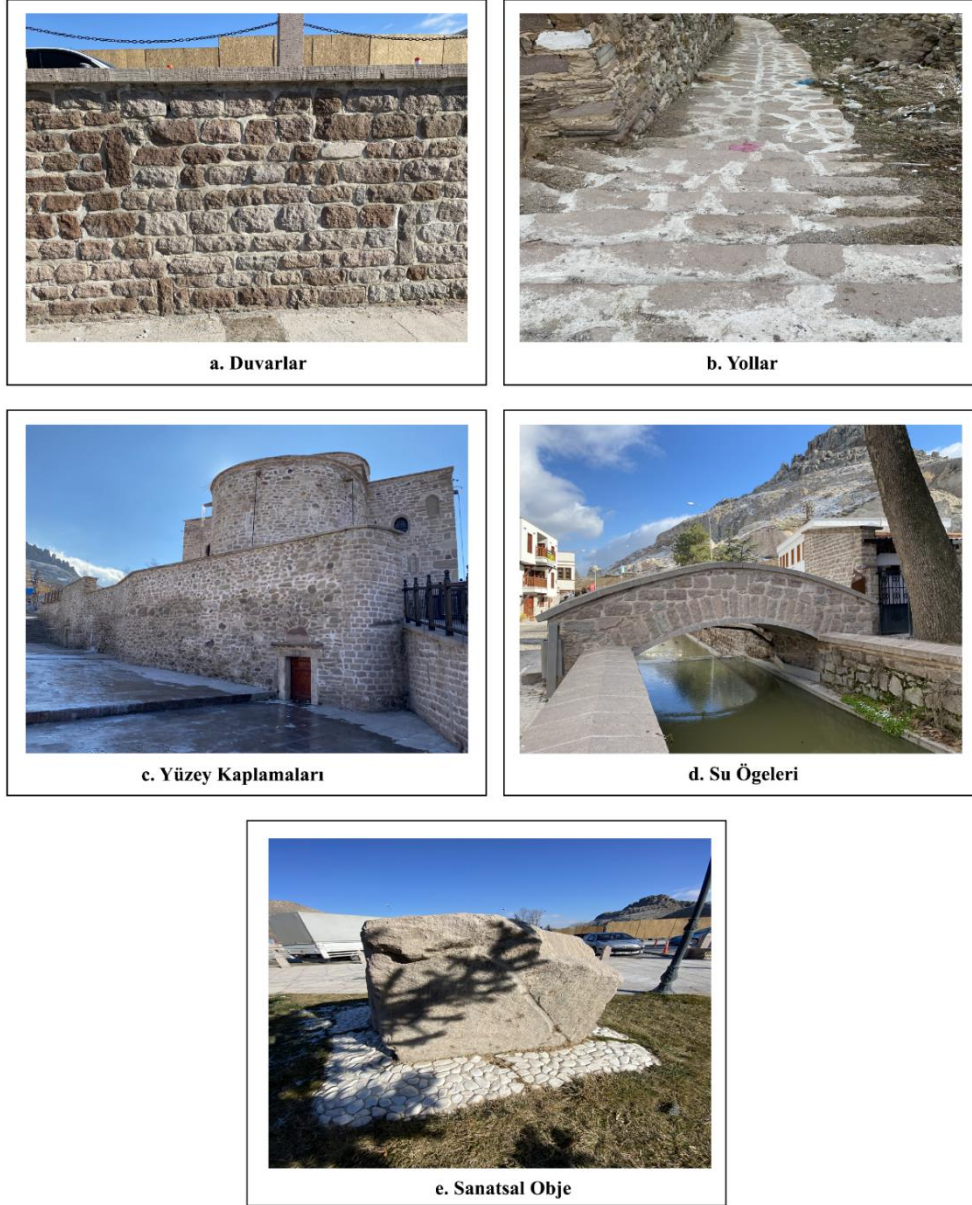 a. Duvarlar
b. Yollar
c. Yüzey Kaplamaları
d. Su Ögeleri
e. Sanatsal Obje